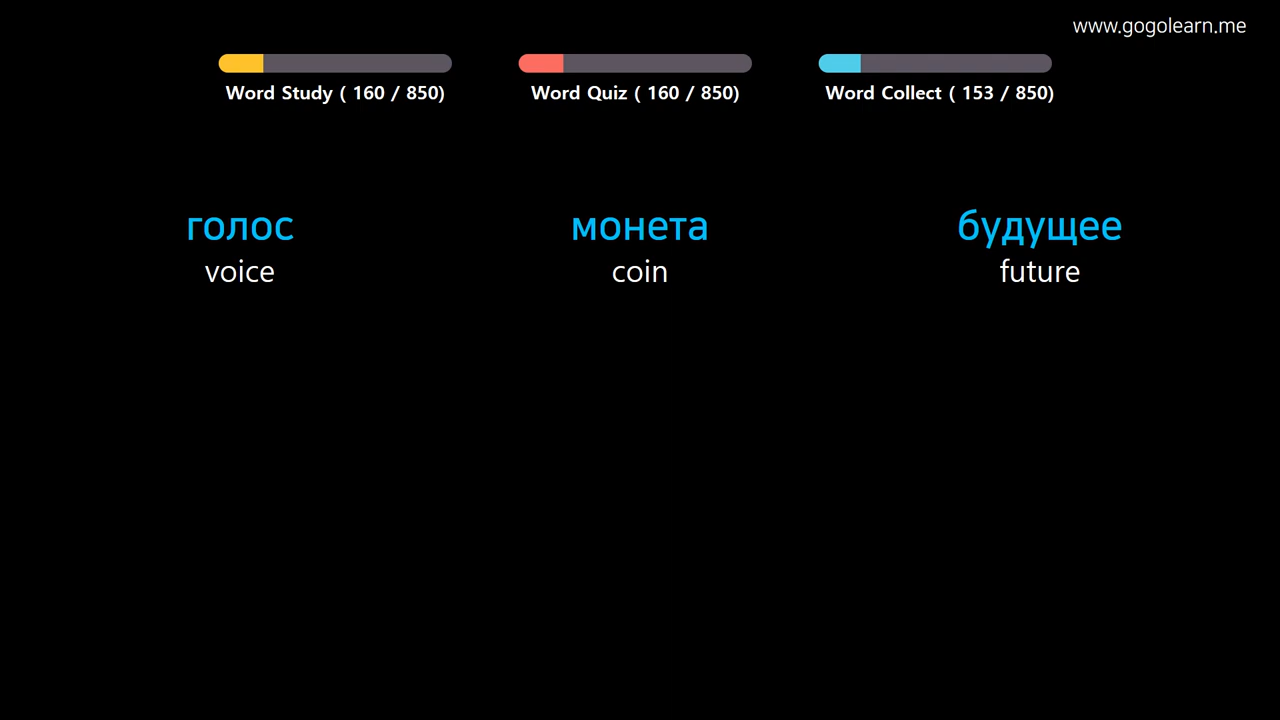 www.gogolearn.me
Word Study ( 160 / 850)
Word Quiz ( 160 / 850)
Word Collect ( 153 / 850)
голос
voice
монета
coin
будущее
future